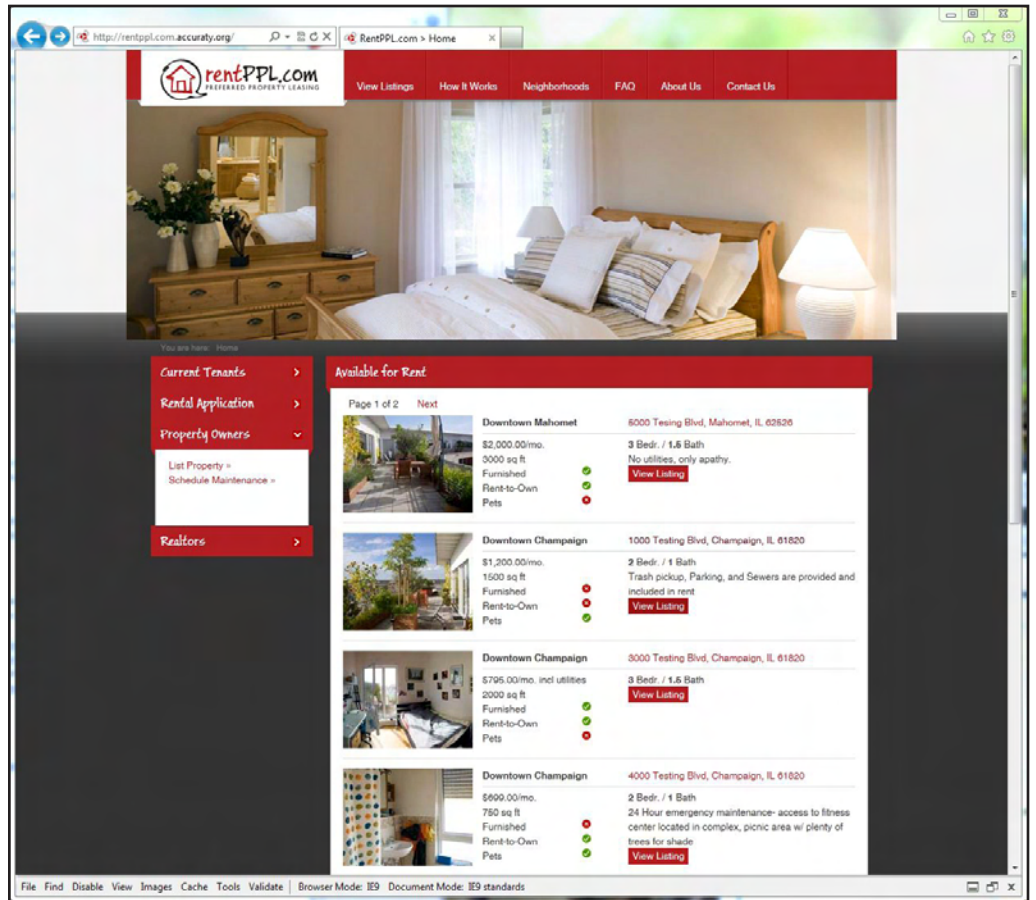 http://rentppl.com.accuraty.org/
RentPPL.com > Home
rentPPL.com
PREFERRED PROPERTY LEASING
View Listings How It Works Neighborhoods FAQ About Us Contact Us
You are here: Home
Current Tenants
Rental Application
Property Owners
List Property »
Schedule Maintenance »
Realtors
Available for Rent
Page 1 of 2 Next
Downtown Mahomet 5000 Tesing Blvd, Mahomet, IL 62526
$2,000.00/mo. 3 Bedr. / 1.5 Bath
3000 sq ft No utilities, only apathy.
Furnished View Listing
Rent-to-Own
Pets
Downtown Champaign 1000 Testing Blvd, Champaign, IL 61820
$1,200.00/mo. 2 Bedr. / 1 Bath
1500 sq ft Trash pickup, Parking, and Sewers are provided and
Furnished included in rent
Rent-to-Own View Listing
Pets
Downtown Champaign 3000 Testing Blvd, Champaign, IL 61820
$795.00/mo. incl utilities 3 Bedr. / 1.5 Bath
2000 sq ft View Listing
Furnished
Rent-to-Own
Pets
Downtown Champaign 4000 Testing Blvd, Champaign, IL 61820
$699.00/mo. 2 Bedr. / 1 Bath
750 sq ft 24 Hour emergency maintenance- access to fitness
Furnished center located in complex, picnic area w/ plenty of
Rent-to-Own trees for shade
Pets View Listing
File Find Disable View Images Cache Tools Validate Browser Mode: IE9 Document Mode: IE9 standards